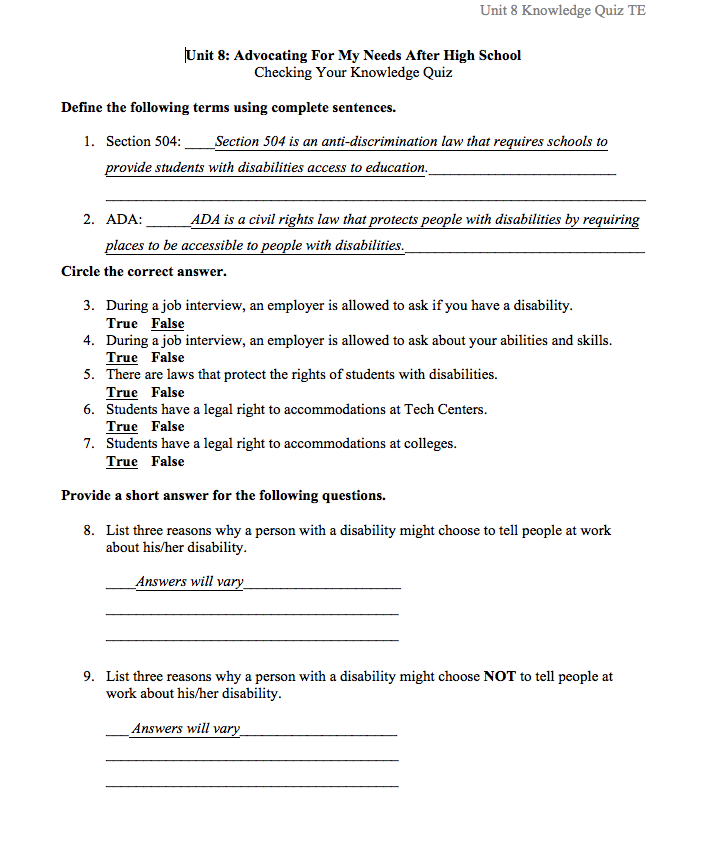 Unit 8 Knowledge Quiz TE
Unit 8: Advocating For My Needs After High School
Checking Your Knowledge Quiz
Define the following terms using complete sentences.
1. Section 504: ____Section 504 is an anti-discrimination law that requires schools to
provide students with disabilities access to education.
2. ADA: ______ADA is a civil rights law that protects people with disabilities by requiring
places to be accessible to people with disabilities.
Circle the correct answer.
3. During a job interview, an employer is allowed to ask if you have a disability.
True False
4. During a job interview, an employer is allowed to ask about your abilities and skills.
True False
5. There are laws that protect the rights of students with disabilities.
True False
6. Students have a legal right to accommodations at Tech Centers.
True False
7. Students have a legal right to accommodations at colleges.
True False
Provide a short answer for the following questions.
8. List three reasons why a person with a disability might choose to tell people at work
about his/her disability.
____Answers will vary
9. List three reasons why a person with a disability might choose NOT to tell people at
work about his/her disability.
___Answers will vary